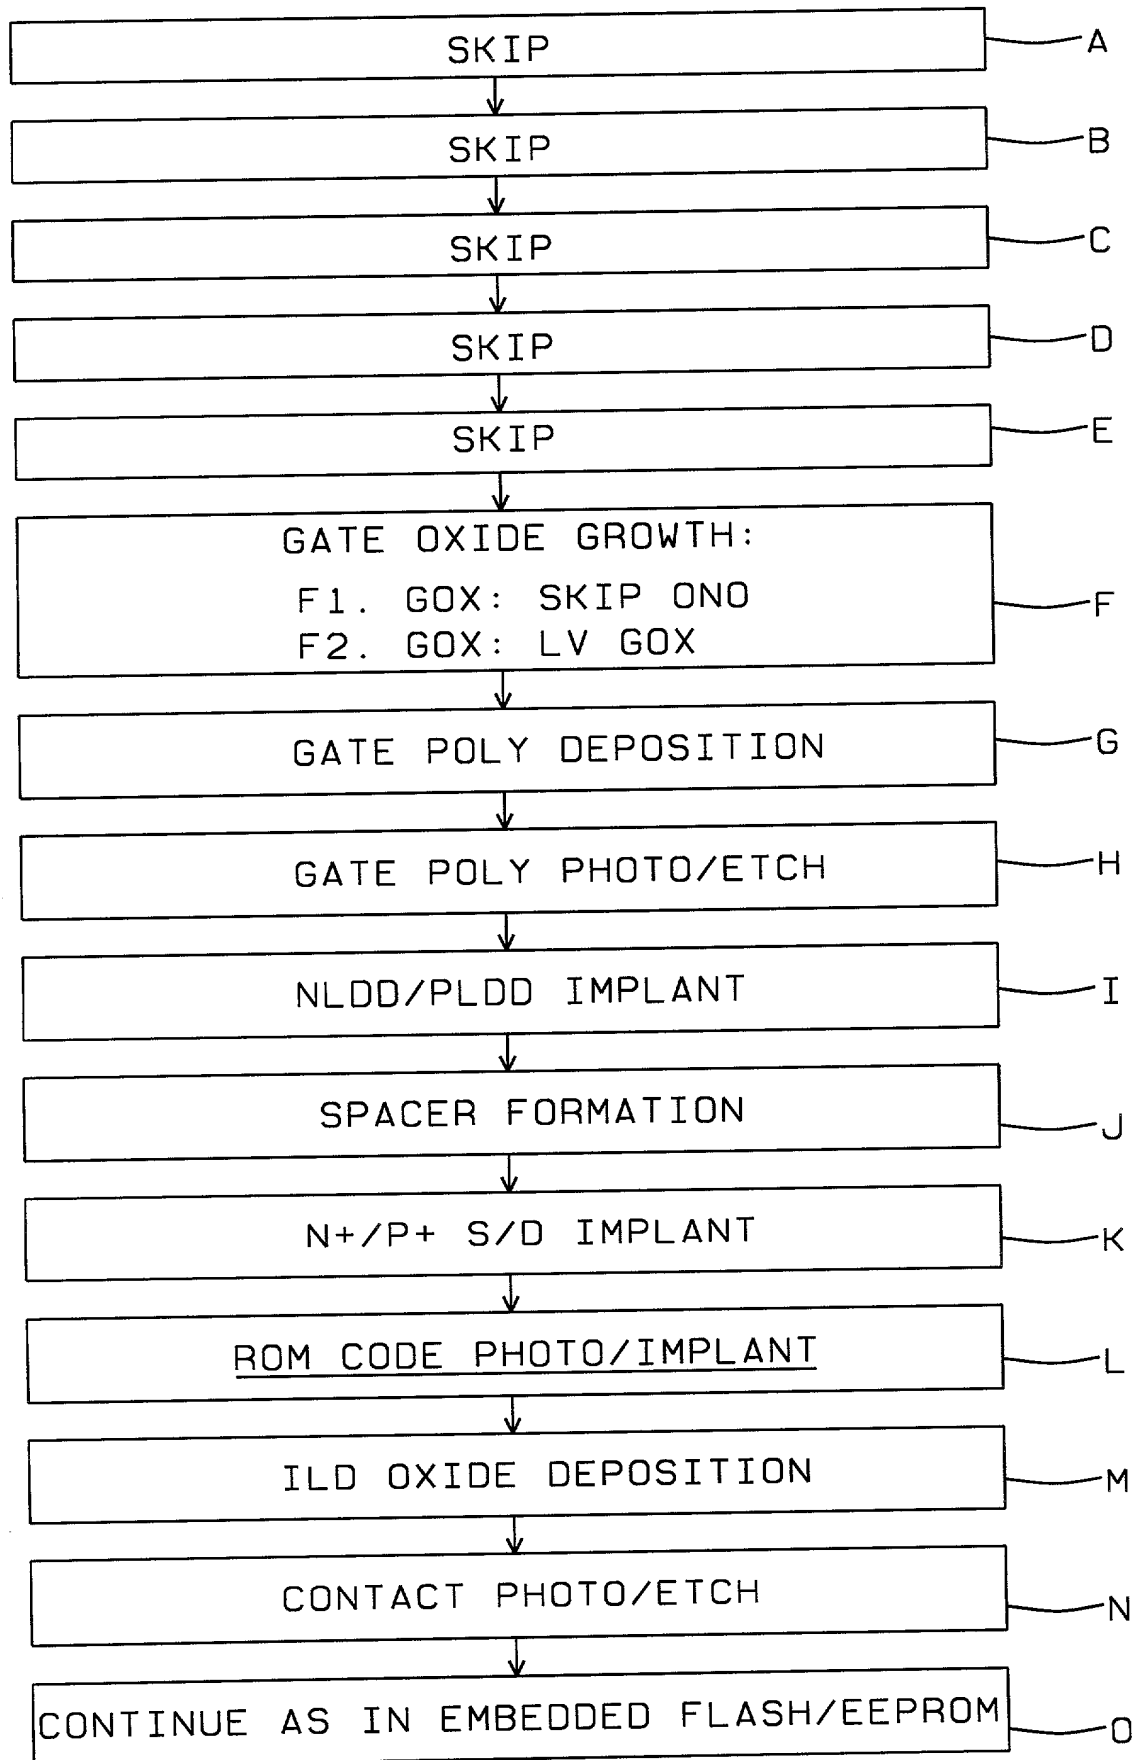 SKIP A
SKIP B
SKIP C
SKIP D
SKIP E
GATE OXIDE GROWTH:
F1. GOX: SKIP ONO F
F2. GOX: LV GOX
GATE POLY DEPOSITION G
GATE POLY PHOTO/ETCH H
NLDD/PLDD IMPLANT I
SPACER FORMATION J
N+/P+ S/D IMPLANT K
ROM CODE PHOTO/IMPLANT L
ILD OXIDE DEPOSITION M
CONTACT PHOTO/ETCH N
CONTINUE AS IN EMBEDDED FLASH/EEPROM O